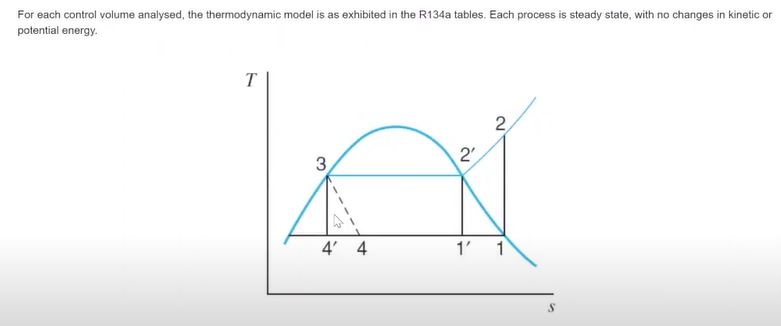 For each control volume analysed, the thermodynamic model is as exhibited in the R134a tables. Each process is steady state, with no changes in kinetic or
potential energy.
T
2
3
2′
4′ 4 1′ 1
s